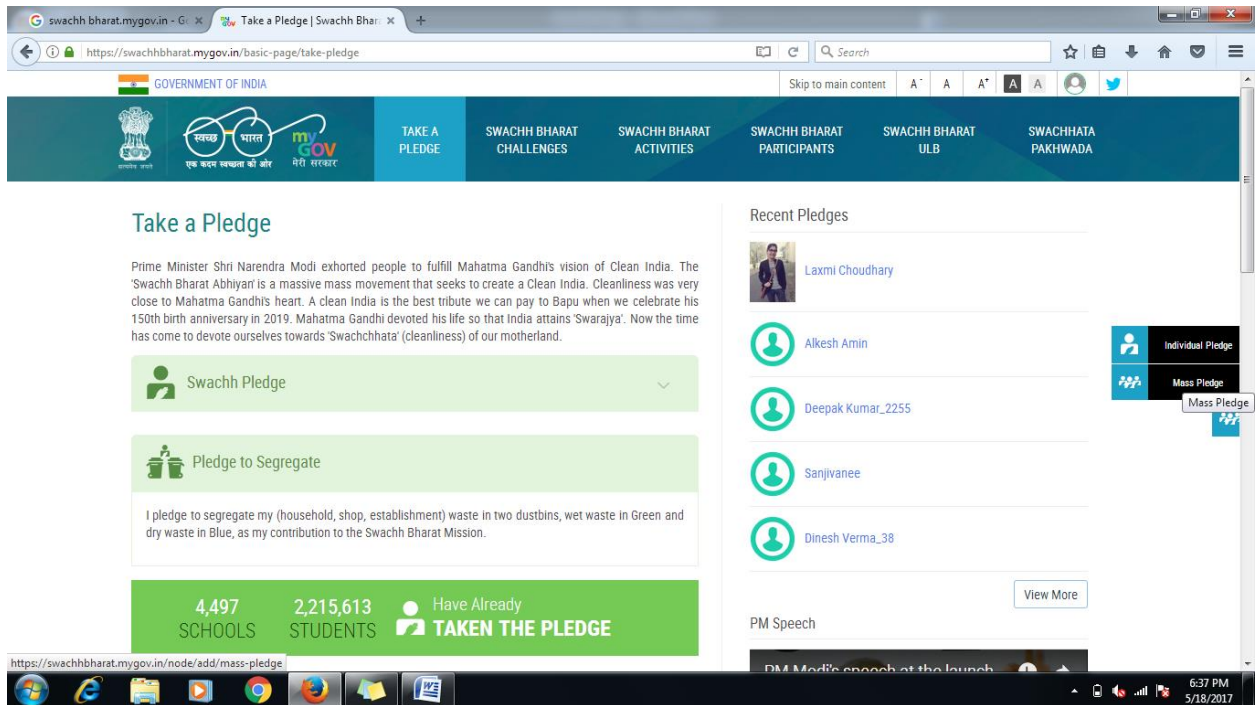 swachh bharat.mygov.in - G
Take a Pledge | Swachh Bhar
https://swachhbharat.mygov.in/basic-page/take-pledge
Search
GOVERNMENT OF INDIA
Skip to main content A- A A+ A A
स्वच्छ भारत
एक कदम स्वच्छता की ओर
my GOV
मेरी सरकार
सत्यमेव जयते
TAKE A PLEDGE
SWACHH BHARAT CHALLENGES
SWACHH BHARAT ACTIVITIES
SWACHH BHARAT PARTICIPANTS
SWACHH BHARAT ULB
SWACHHATA PAKHWADA
Take a Pledge
Prime Minister Shri Narendra Modi exhorted people to fulfill Mahatma Gandhi's vision of Clean India. The
'Swachh Bharat Abhiyan' is a massive mass movement that seeks to create a Clean India. Cleanliness was very
close to Mahatma Gandhi's heart. A clean India is the best tribute we can pay to Bapu when we celebrate his
150th birth anniversary in 2019. Mahatma Gandhi devoted his life so that India attains 'Swarajya'. Now the time
has come to devote ourselves towards 'Swachchhata' (cleanliness) of our motherland.
Swachh Pledge
Pledge to Segregate
I pledge to segregate my (household, shop, establishment) waste in two dustbins, wet waste in Green and
dry waste in Blue, as my contribution to the Swachh Bharat Mission.
4,497 SCHOOLS
2,215,613 STUDENTS
Have Already
TAKEN THE PLEDGE
Recent Pledges
Laxmi Choudhary
Alkesh Amin
Deepak Kumar_2255
Sanjivanee
Dinesh Verma_38
View More
PM Speech
PM Modi's speech at the launch
Individual Pledge
Mass Pledge
Mass Pledge
https://swachhbharat.mygov.in/node/add/mass-pledge
6:37 PM
5/18/2017